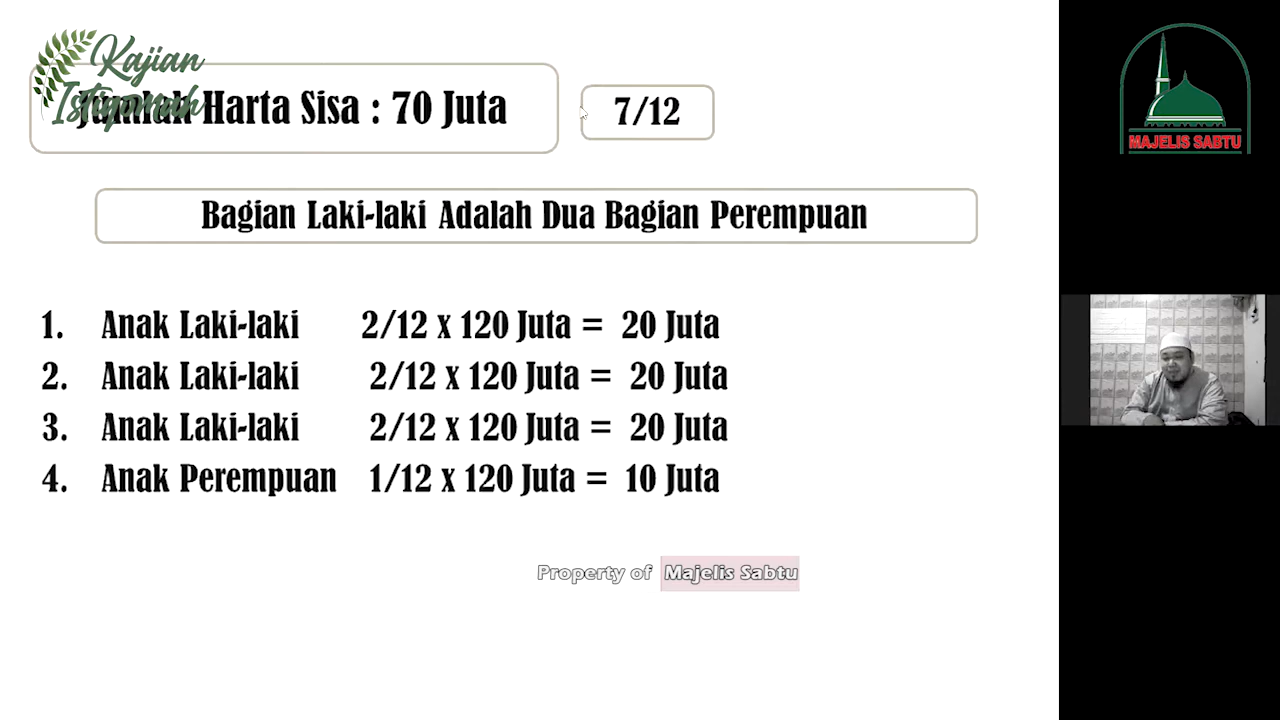 Kajian
Istiqomah
Jumlah Harta Sisa : 70 Juta
7/12
Bagian Laki-laki Adalah Dua Bagian Perempuan
1. Anak Laki-laki 2/12 x 120 Juta = 20 Juta
2. Anak Laki-laki 2/12 x 120 Juta = 20 Juta
3. Anak Laki-laki 2/12 x 120 Juta = 20 Juta
4. Anak Perempuan 1/12 x 120 Juta = 10 Juta
Property of Majelis Sabtu
MAJELIS SABTU